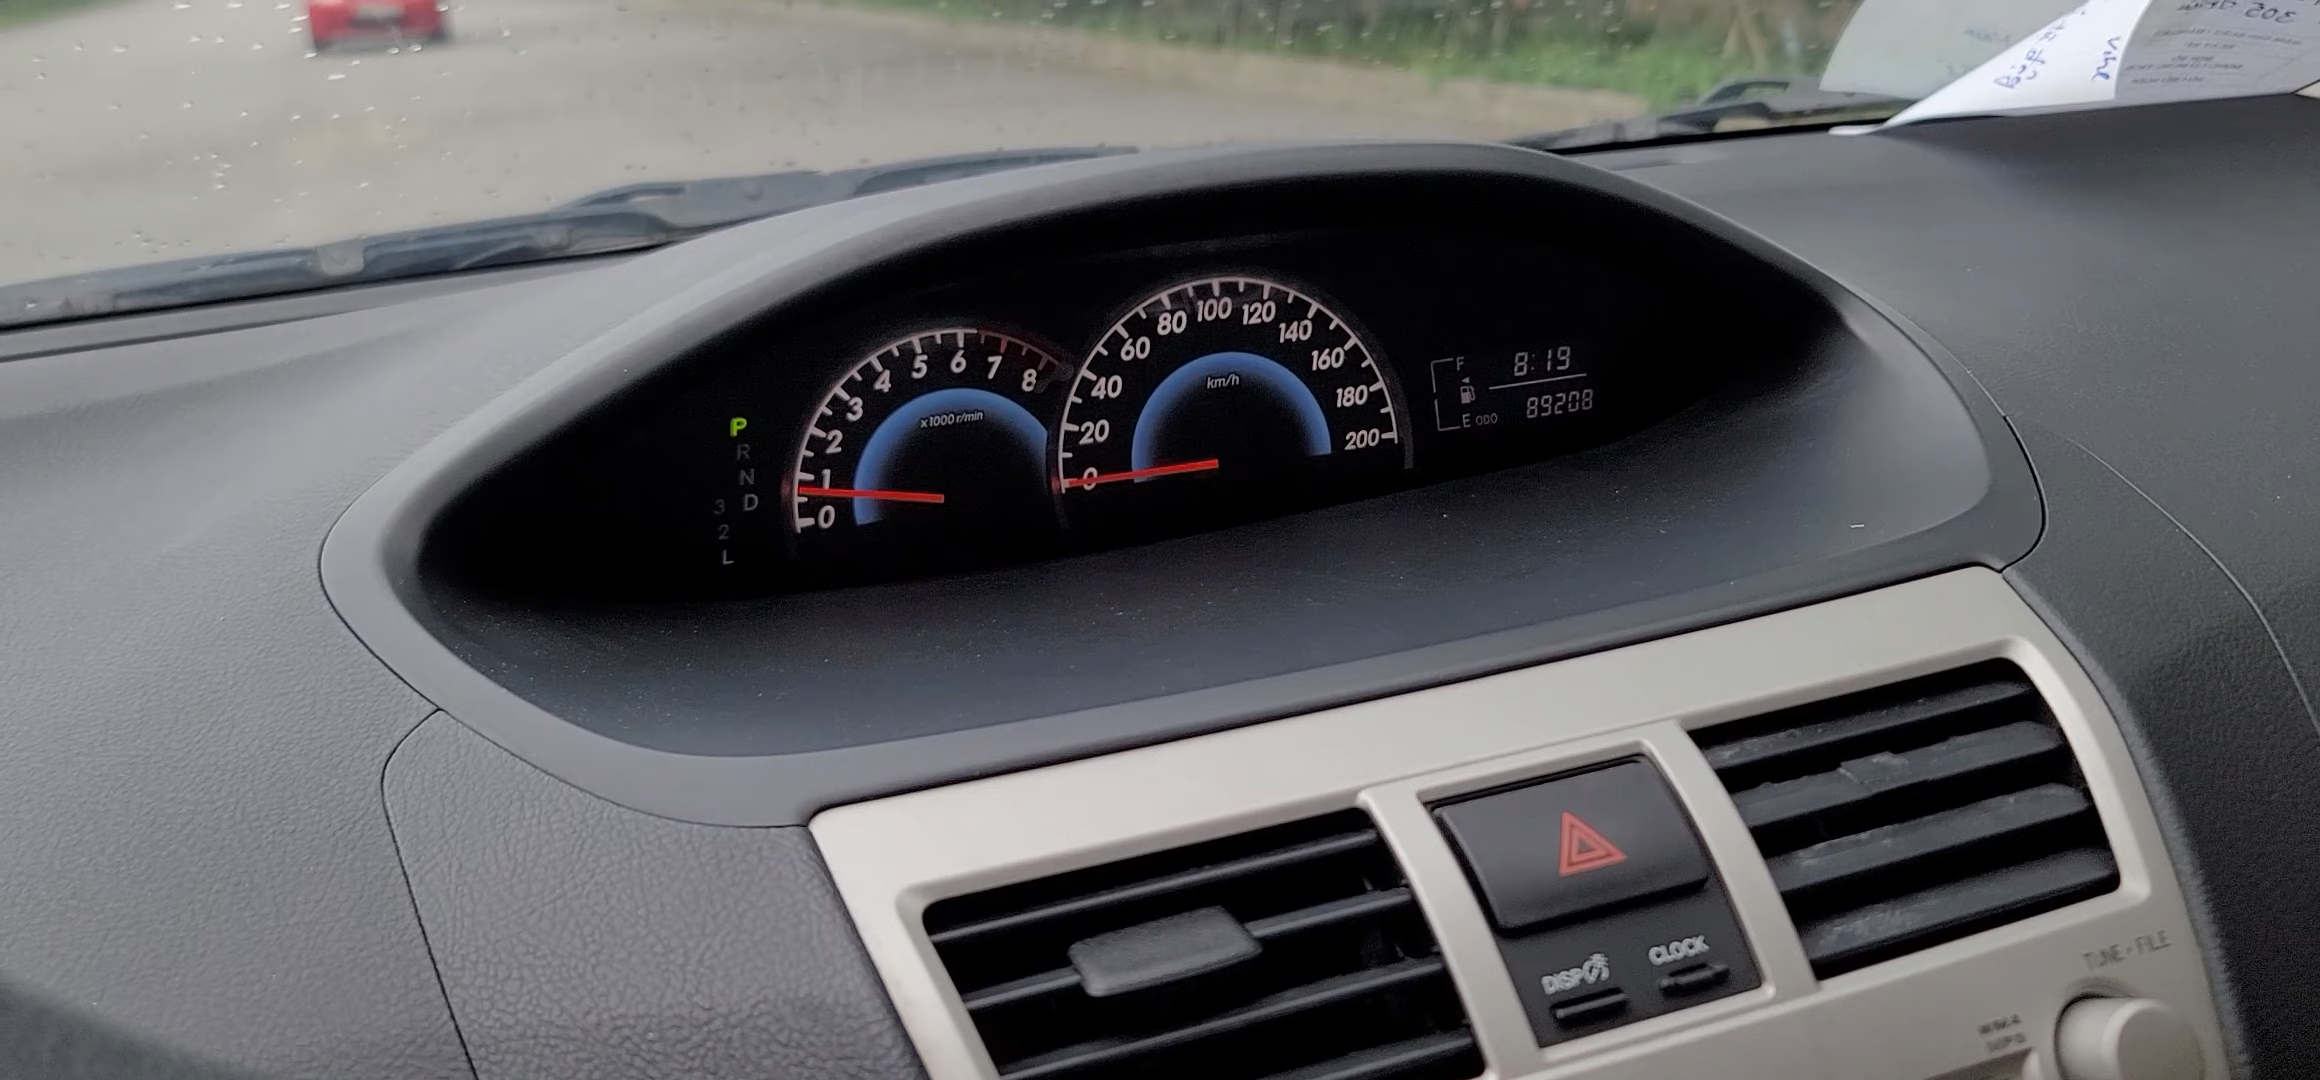 P
R
N
D
3
2
L
0 1 2 3 4 5 6 7 8
x1000 r/min
0 20 40 60 80 100 120 140 160 180 200
km/h
F
8:19
E ODO 89208
DISP
CLOCK
TUNE • FILE